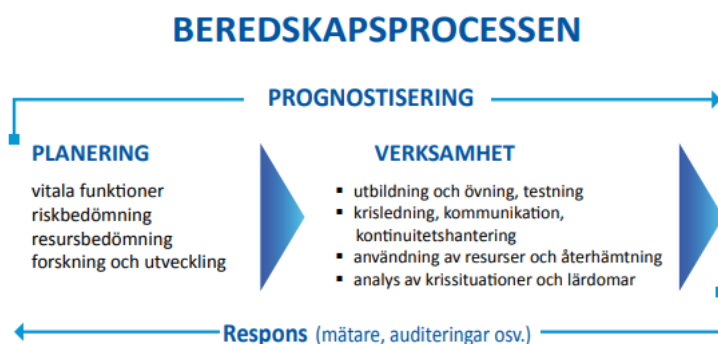 BEREDSKAPSPROCESSEN
PROGNOSTISERING
PLANERING
vitala funktioner
riskbedömning
resursbedömning
forskning och utveckling
VERKSAMHET
▪ utbildning och övning, testning
▪ krisledning, kommunikation,
kontinuitetshantering
▪ användning av resurser och återhämtning
▪ analys av krissituationer och lärdomar
Respons (mätare, auditeringar osv.)